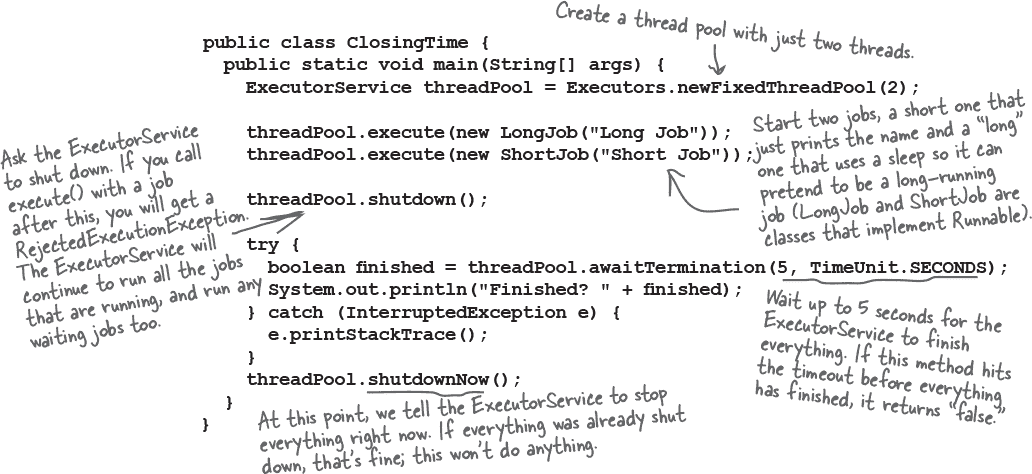 Create a thread pool with just two threads.
public class ClosingTime {
public static void main(String[] args) {
ExecutorService threadPool = Executors.newFixedThreadPool(2);
threadPool.execute(new LongJob("Long Job"));
threadPool.execute(new ShortJob("Short Job"));
Start two jobs, a short one that
just prints the name and a “long”
one that uses a sleep so it can
pretend to be a long-running
job (LongJob and ShortJob are
classes that implement Runnable).
Ask the ExecutorService
to shut down. If you call
execute() with a job
after this, you will get a
RejectedExecutionException.
The ExecutorService will
continue to run all the jobs
that are running, and run any
waiting jobs too.
threadPool.shutdown();
try {
boolean finished = threadPool.awaitTermination(5, TimeUnit.SECONDS);
System.out.println("Finished? " + finished);
} catch (InterruptedException e) {
e.printStackTrace();
}
Wait up to 5 seconds for the
ExecutorService to finish
everything. If this method hits
the timeout before everything
has finished, it returns “false.”
threadPool.shutdownNow();
}
}
At this point, we tell the ExecutorService to stop
everything right now. If everything was already shut
down, that’s fine; this won’t do anything.